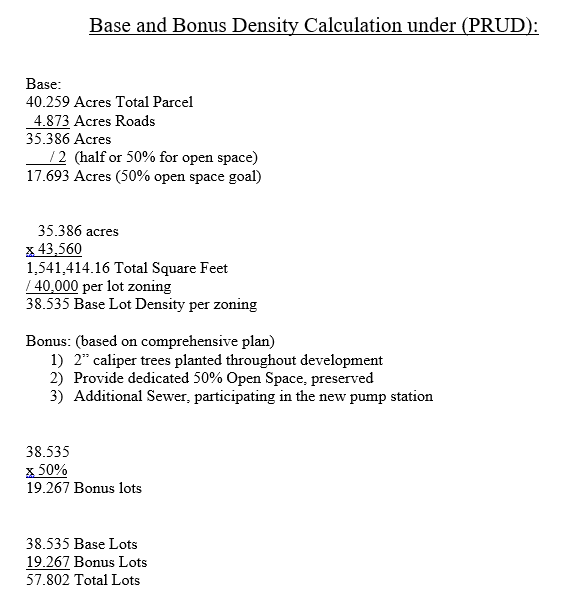 Base and Bonus Density Calculation under (PRUD):
Base:
40.259 Acres Total Parcel
4.873 Acres Roads
35.386 Acres
/ 2 (half or 50% for open space)
17.693 Acres (50% open space goal)
35.386 acres
x 43,560
1,541,414.16 Total Square Feet
/ 40,000 per lot zoning
38.535 Base Lot Density per zoning
Bonus: (based on comprehensive plan)
1) 2” caliper trees planted throughout development
2) Provide dedicated 50% Open Space, preserved
3) Additional Sewer, participating in the new pump station
38.535
x 50%
19.267 Bonus lots
38.535 Base Lots
19.267 Bonus Lots
57.802 Total Lots